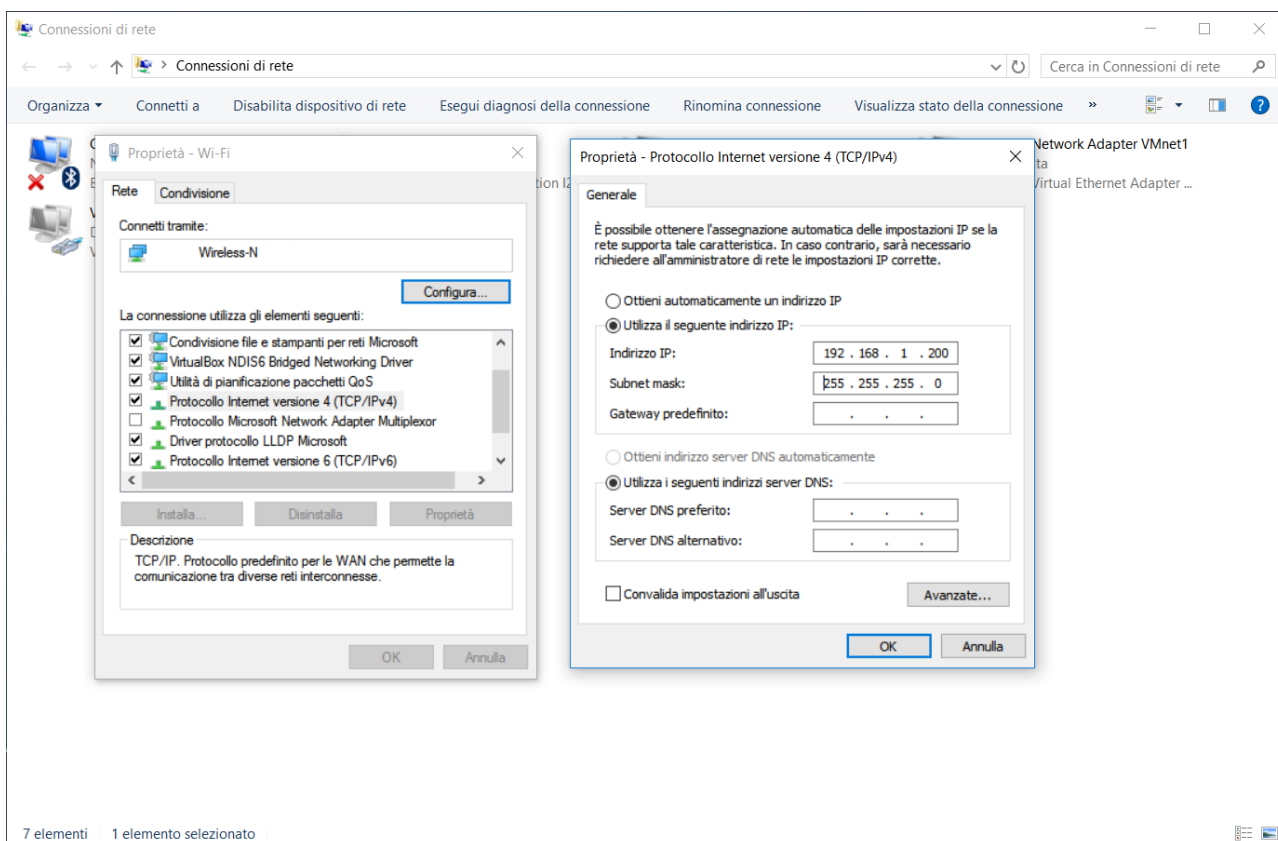 Connessioni di rete
Connessioni di rete
Cerca in Connessioni di rete
Organizza
Connetti a
Disabilita dispositivo di rete
Esegui diagnosi della connessione
Rinomina connessione
Visualizza stato della connessione
»
Network Adapter VMnet1
Virtual Ethernet Adapter ...
Proprietà - Wi-Fi
Rete
Condivisione
Connetti tramite:
Wireless-N
Configura...
La connessione utilizza gli elementi seguenti:
Condivisione file e stampanti per reti Microsoft
VirtualBox NDIS6 Bridged Networking Driver
Utilità di pianificazione pacchetti QoS
Protocollo Internet versione 4 (TCP/IPv4)
Protocollo Microsoft Network Adapter Multiplexor
Driver protocollo LLDP Microsoft
Protocollo Internet versione 6 (TCP/IPv6)
Installa...
Disinstalla
Proprietà
Descrizione
TCP/IP. Protocollo predefinito per le WAN che permette la
comunicazione tra diverse reti interconnesse.
OK
Annulla
Proprietà - Protocollo Internet versione 4 (TCP/IPv4)
Generale
È possibile ottenere l'assegnazione automatica delle impostazioni IP se la
rete supporta tale caratteristica. In caso contrario, sarà necessario
richiedere all'amministratore di rete le impostazioni IP corrette.
Ottieni automaticamente un indirizzo IP
Utilizza il seguente indirizzo IP:
Indirizzo IP: 192 . 168 . 1 . 200
Subnet mask: 255 . 255 . 255 . 0
Gateway predefinito: . . .
Ottieni indirizzo server DNS automaticamente
Utilizza i seguenti indirizzi server DNS:
Server DNS preferito: . . .
Server DNS alternativo: . . .
Convalida impostazioni all'uscita
Avanzate...
OK
Annulla
7 elementi
1 elemento selezionato